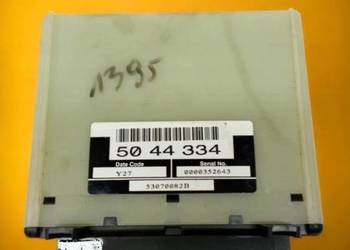 1395
50 44 334
Date Code
Serial No.
Y27
0000352643
53070082B